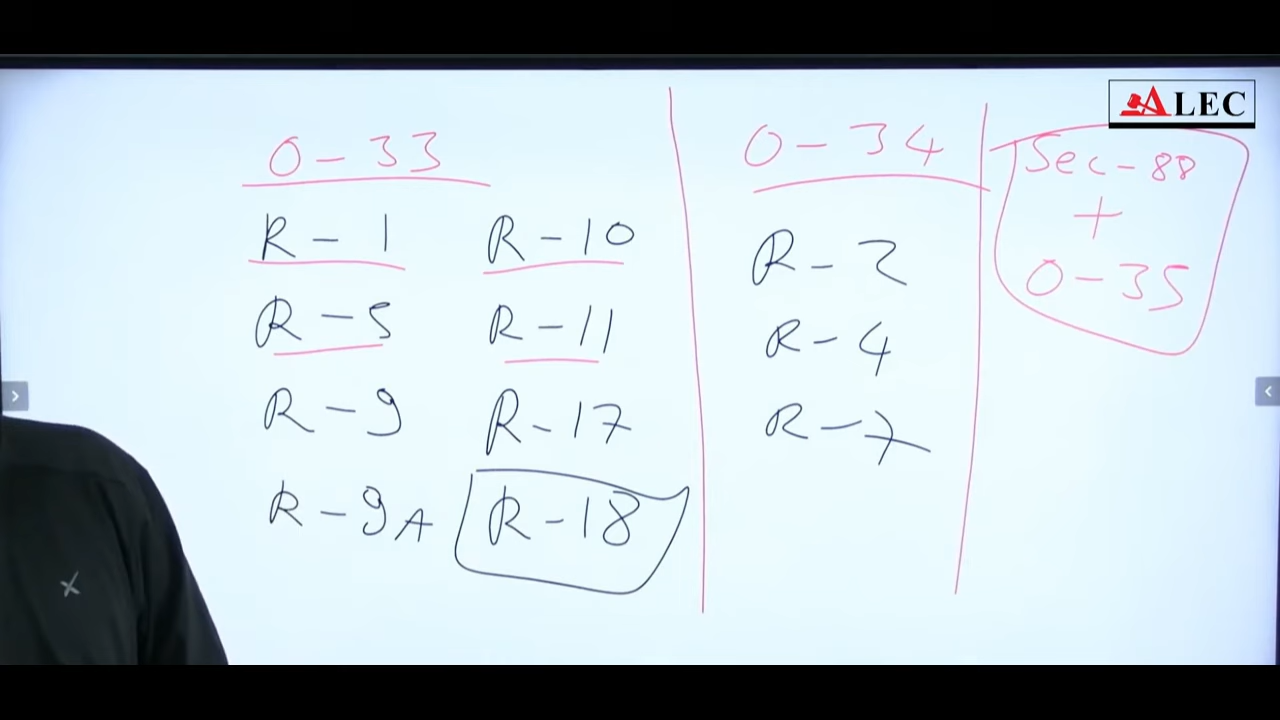 ALEC
O - 33
R - 1
R - 5
R - 9
R - 9A
R - 10
R - 11
R - 17
R - 18
O - 34
R - 2
R - 4
R - 7
Sec - 88
+
O - 35